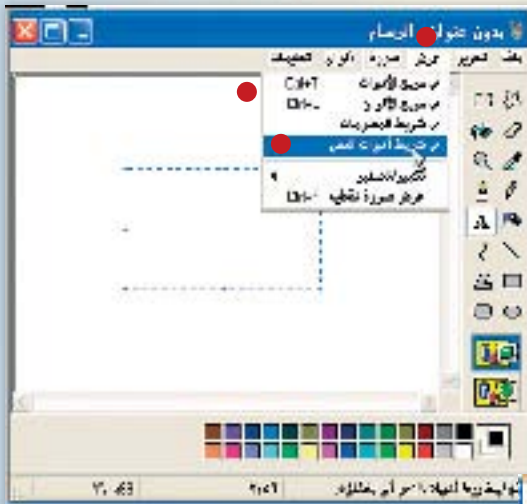 بدون عنوان - الرسام
ملف تحرير عرض صورة ألوان تعليمات
مربع الأدوات Ctrl+T
مربع الألوان Ctrl+L
شريط المعلومات
شريط أدوات النص
تكبير/تصغير
عرض صورة نقطية Ctrl+F
A